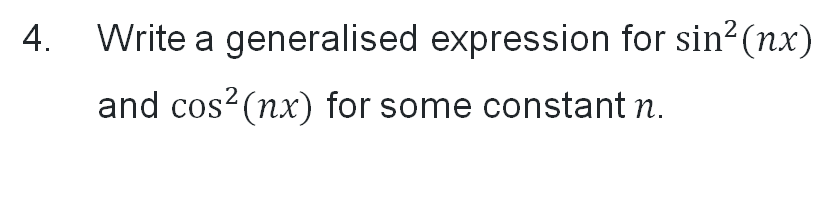 4. Write a generalised expression for sin²(nx)
and cos²(nx) for some constant n.